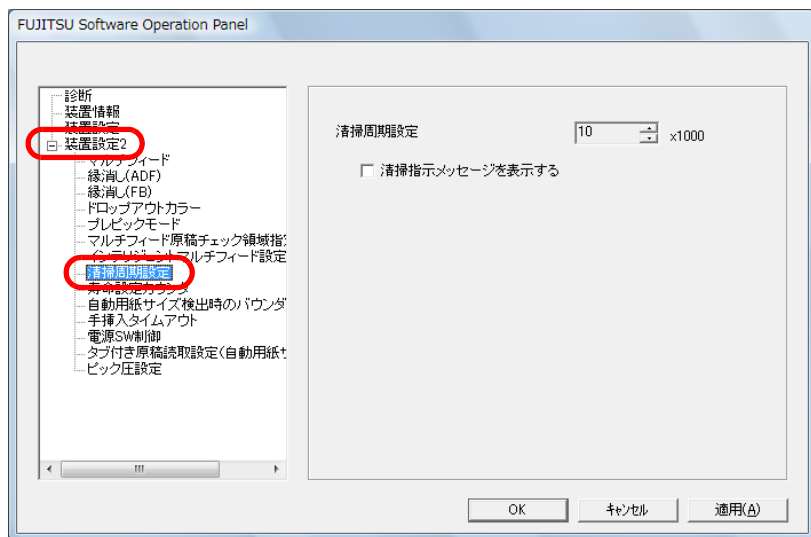 FUJITSU Software Operation Panel
診断
装置情報
装置設定
装置設定2
マルチフィード
縁消し(ADF)
縁消し(FB)
ドロップアウトカラー
プレピックモード
マルチフィード原稿チェック領域指
インテリジェントマルチフィード設定
清掃周期設定
寿命設定カウンタ
自動用紙サイズ検出時のバウンダ
手挿入タイムアウト
電源SW制御
タブ付き原稿読取設定(自動用紙サ
ピック圧設定
清掃周期設定 10 x1000
清掃指示メッセージを表示する
OK キャンセル 適用(A)